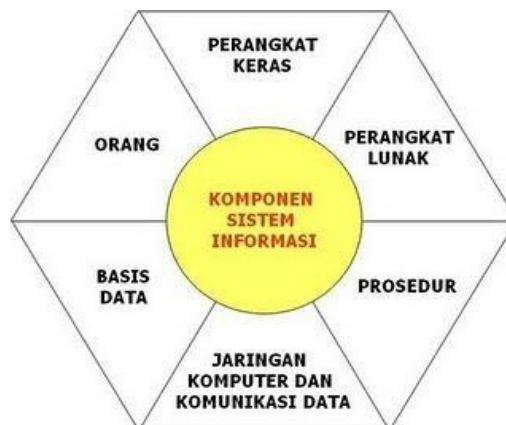 PERANGKAT
KERAS
PERANGKAT
LUNAK
PROSEDUR
JARINGAN
KOMPUTER DAN
KOMUNIKASI DATA
BASIS
DATA
ORANG
KOMPONEN
SISTEM
INFORMASI